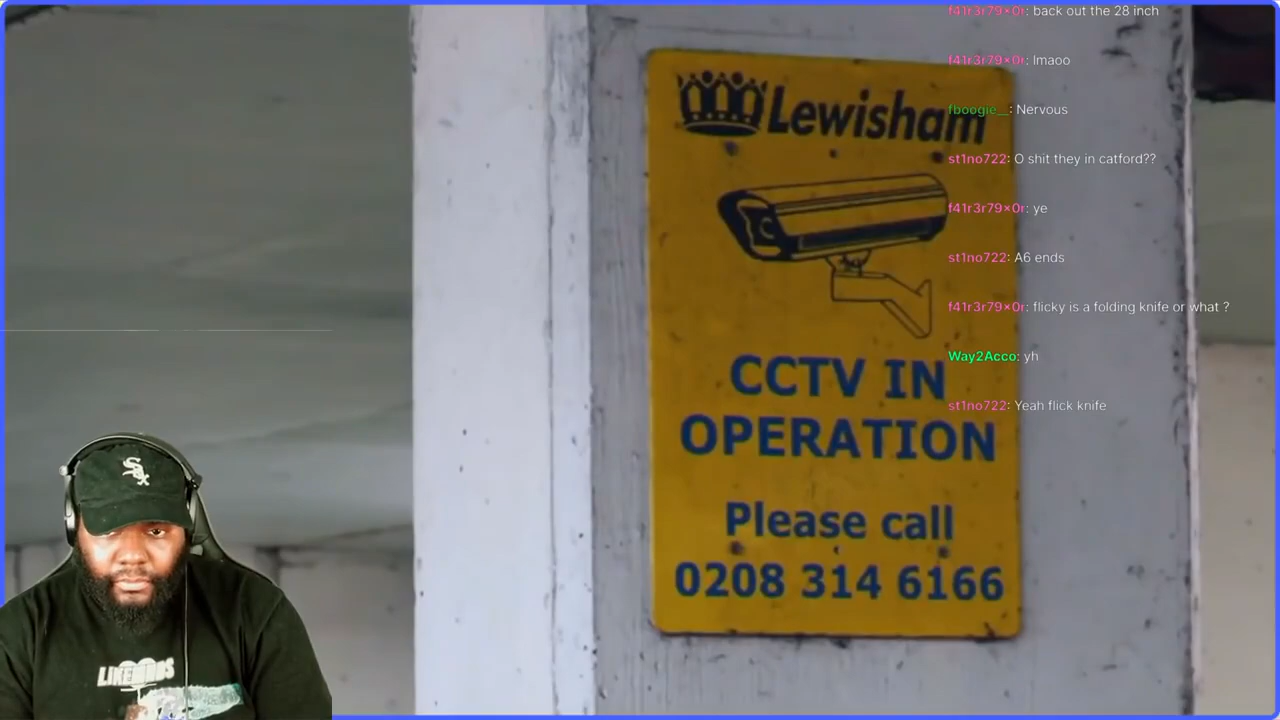 f41r3r79×0r: back out the 28 inch
f41r3r79×0r: lmaoo
fboogie__: Nervous
st1no722: O shit they in catford??
f41r3r79×0r: ye
st1no722: A6 ends
f41r3r79×0r: flicky is a folding knife or what ?
Way2Acco: yh
st1no722: Yeah flick knife
Lewisham
CCTV IN
OPERATION
Please call
0208 314 6166
Sox